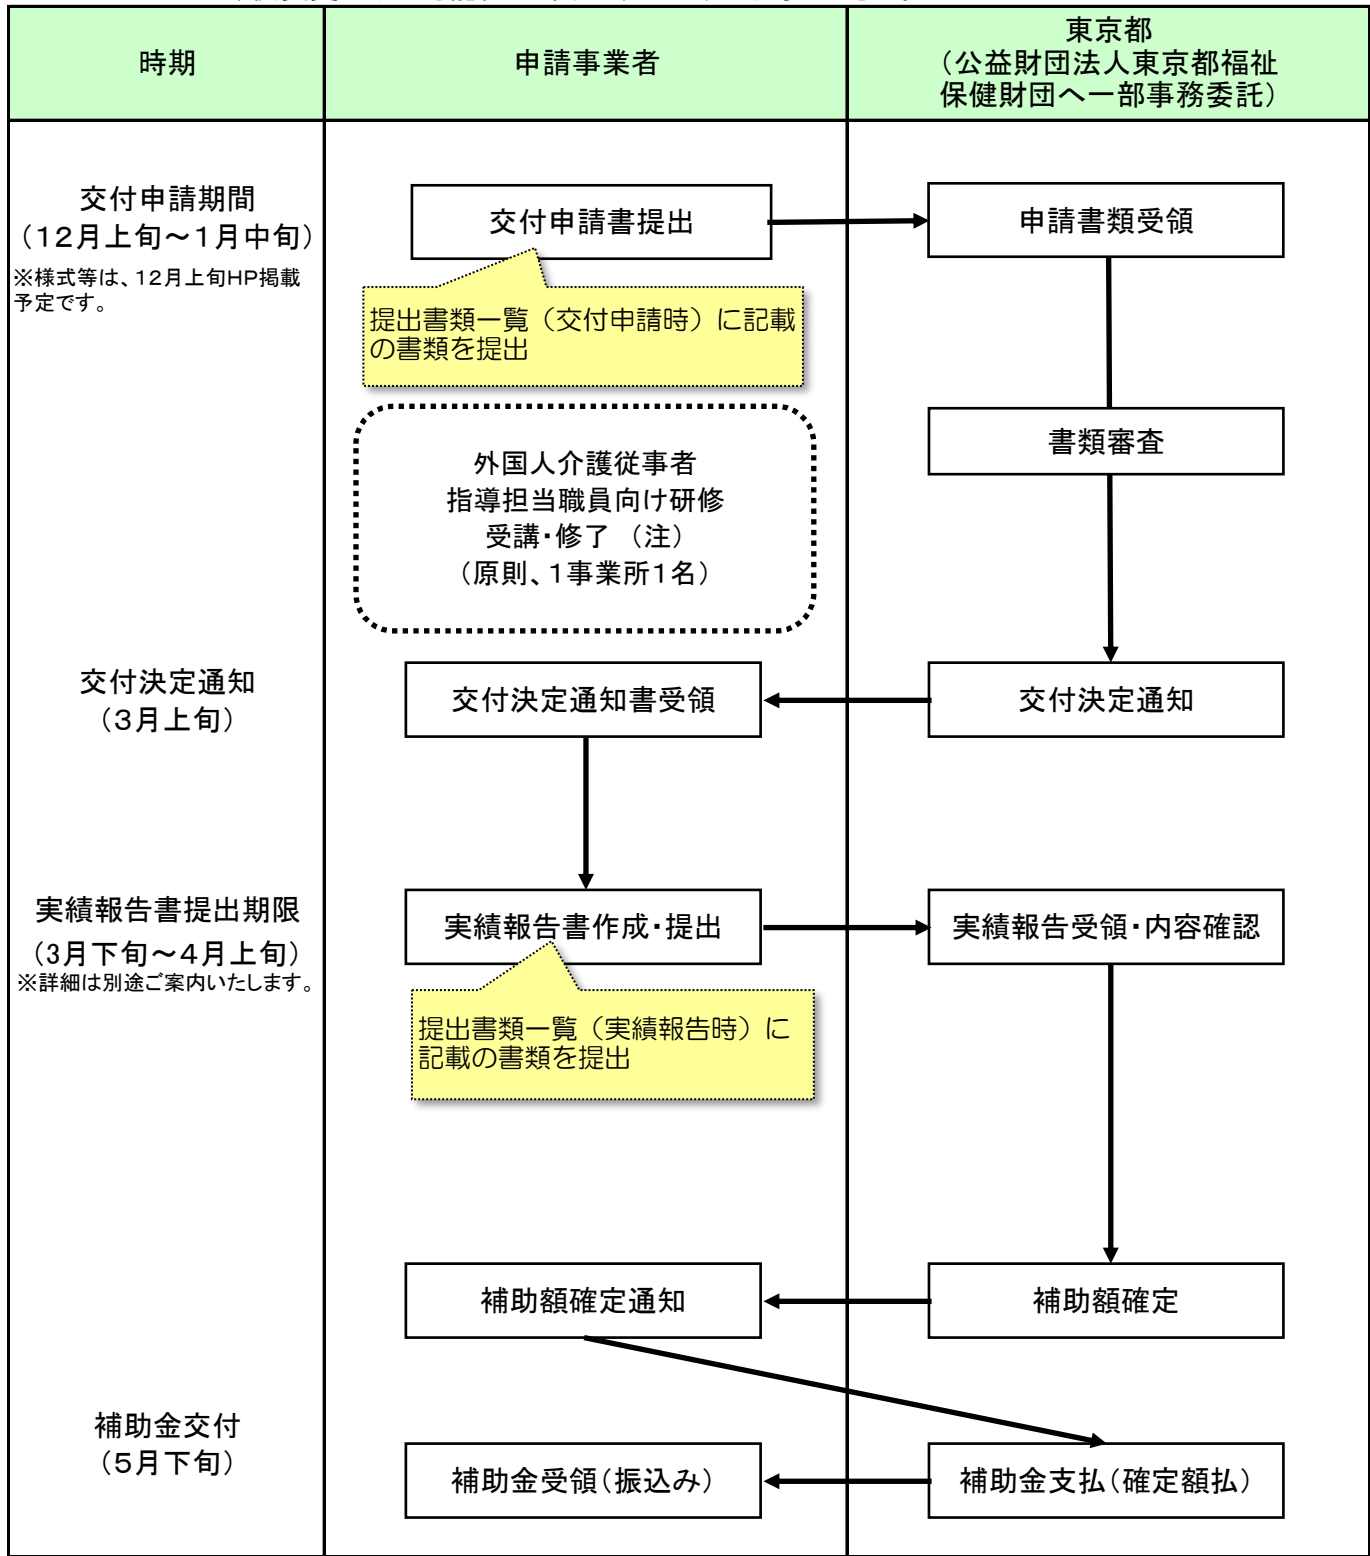 時期
申請事業者
東京都
（公益財団法人東京都福祉
保健財団へ一部事務委託）
交付申請期間
（１２月上旬～１月中旬）
※様式等は、１２月上旬HP掲載
予定です。
交付申請書提出
申請書類受領
提出書類一覧（交付申請時）に記載
の書類を提出
書類審査
外国人介護従事者
指導担当職員向け研修
受講・修了 （注）
（原則、１事業所１名）
交付決定通知
（３月上旬）
交付決定通知書受領
交付決定通知
実績報告書提出期限
（３月下旬～４月上旬）
※詳細は別途ご案内いたします。
実績報告書作成・提出
実績報告受領・内容確認
提出書類一覧（実績報告時）に
記載の書類を提出
補助額確定通知
補助額確定
補助金交付
（５月下旬）
補助金受領（振込み）
補助金支払（確定額払）